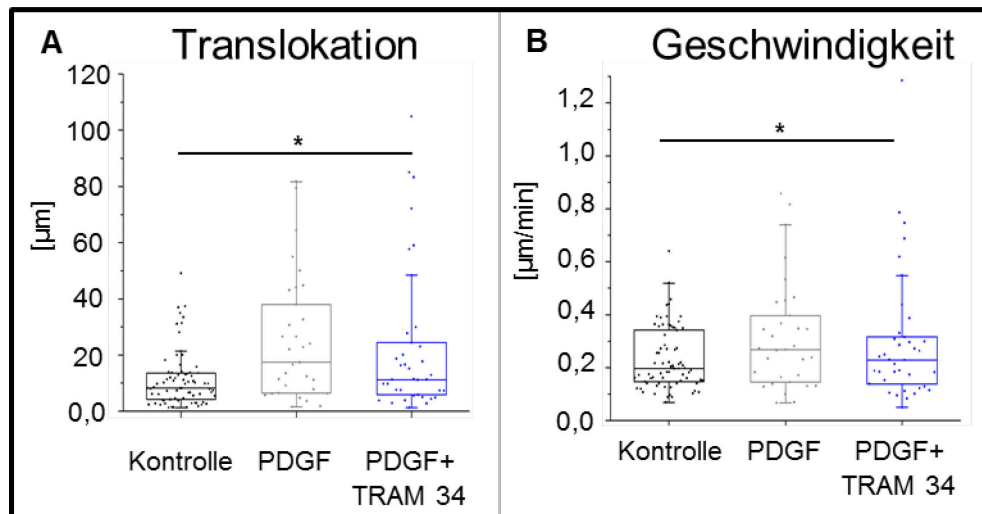 A Translokation
120
100
80
60
40
20
0,0
[µm]
*
Kontrolle PDGF PDGF+
TRAM 34
B Geschwindigkeit
1,2
1,0
0,8
0,6
0,4
0,2
0,0
[µm/min]
*
Kontrolle PDGF PDGF+
TRAM 34